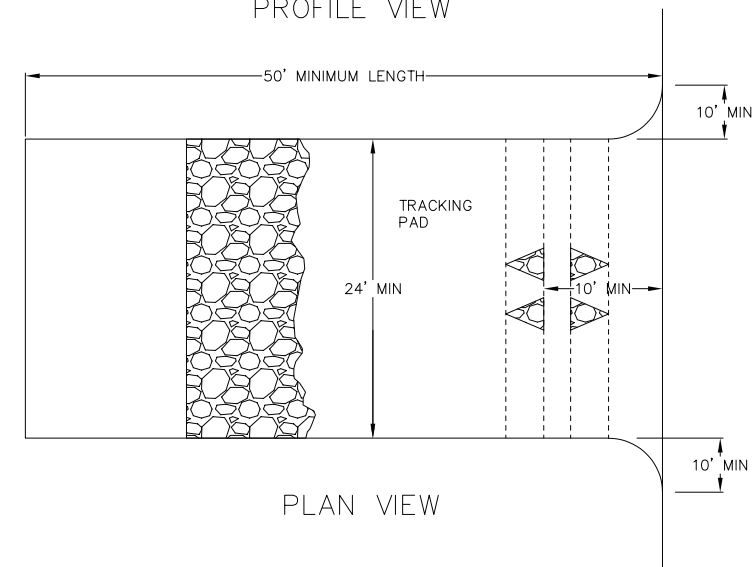 PROFILE VIEW
50' MINIMUM LENGTH
10' MIN
TRACKING
PAD
24' MIN
10' MIN
10' MIN
PLAN VIEW